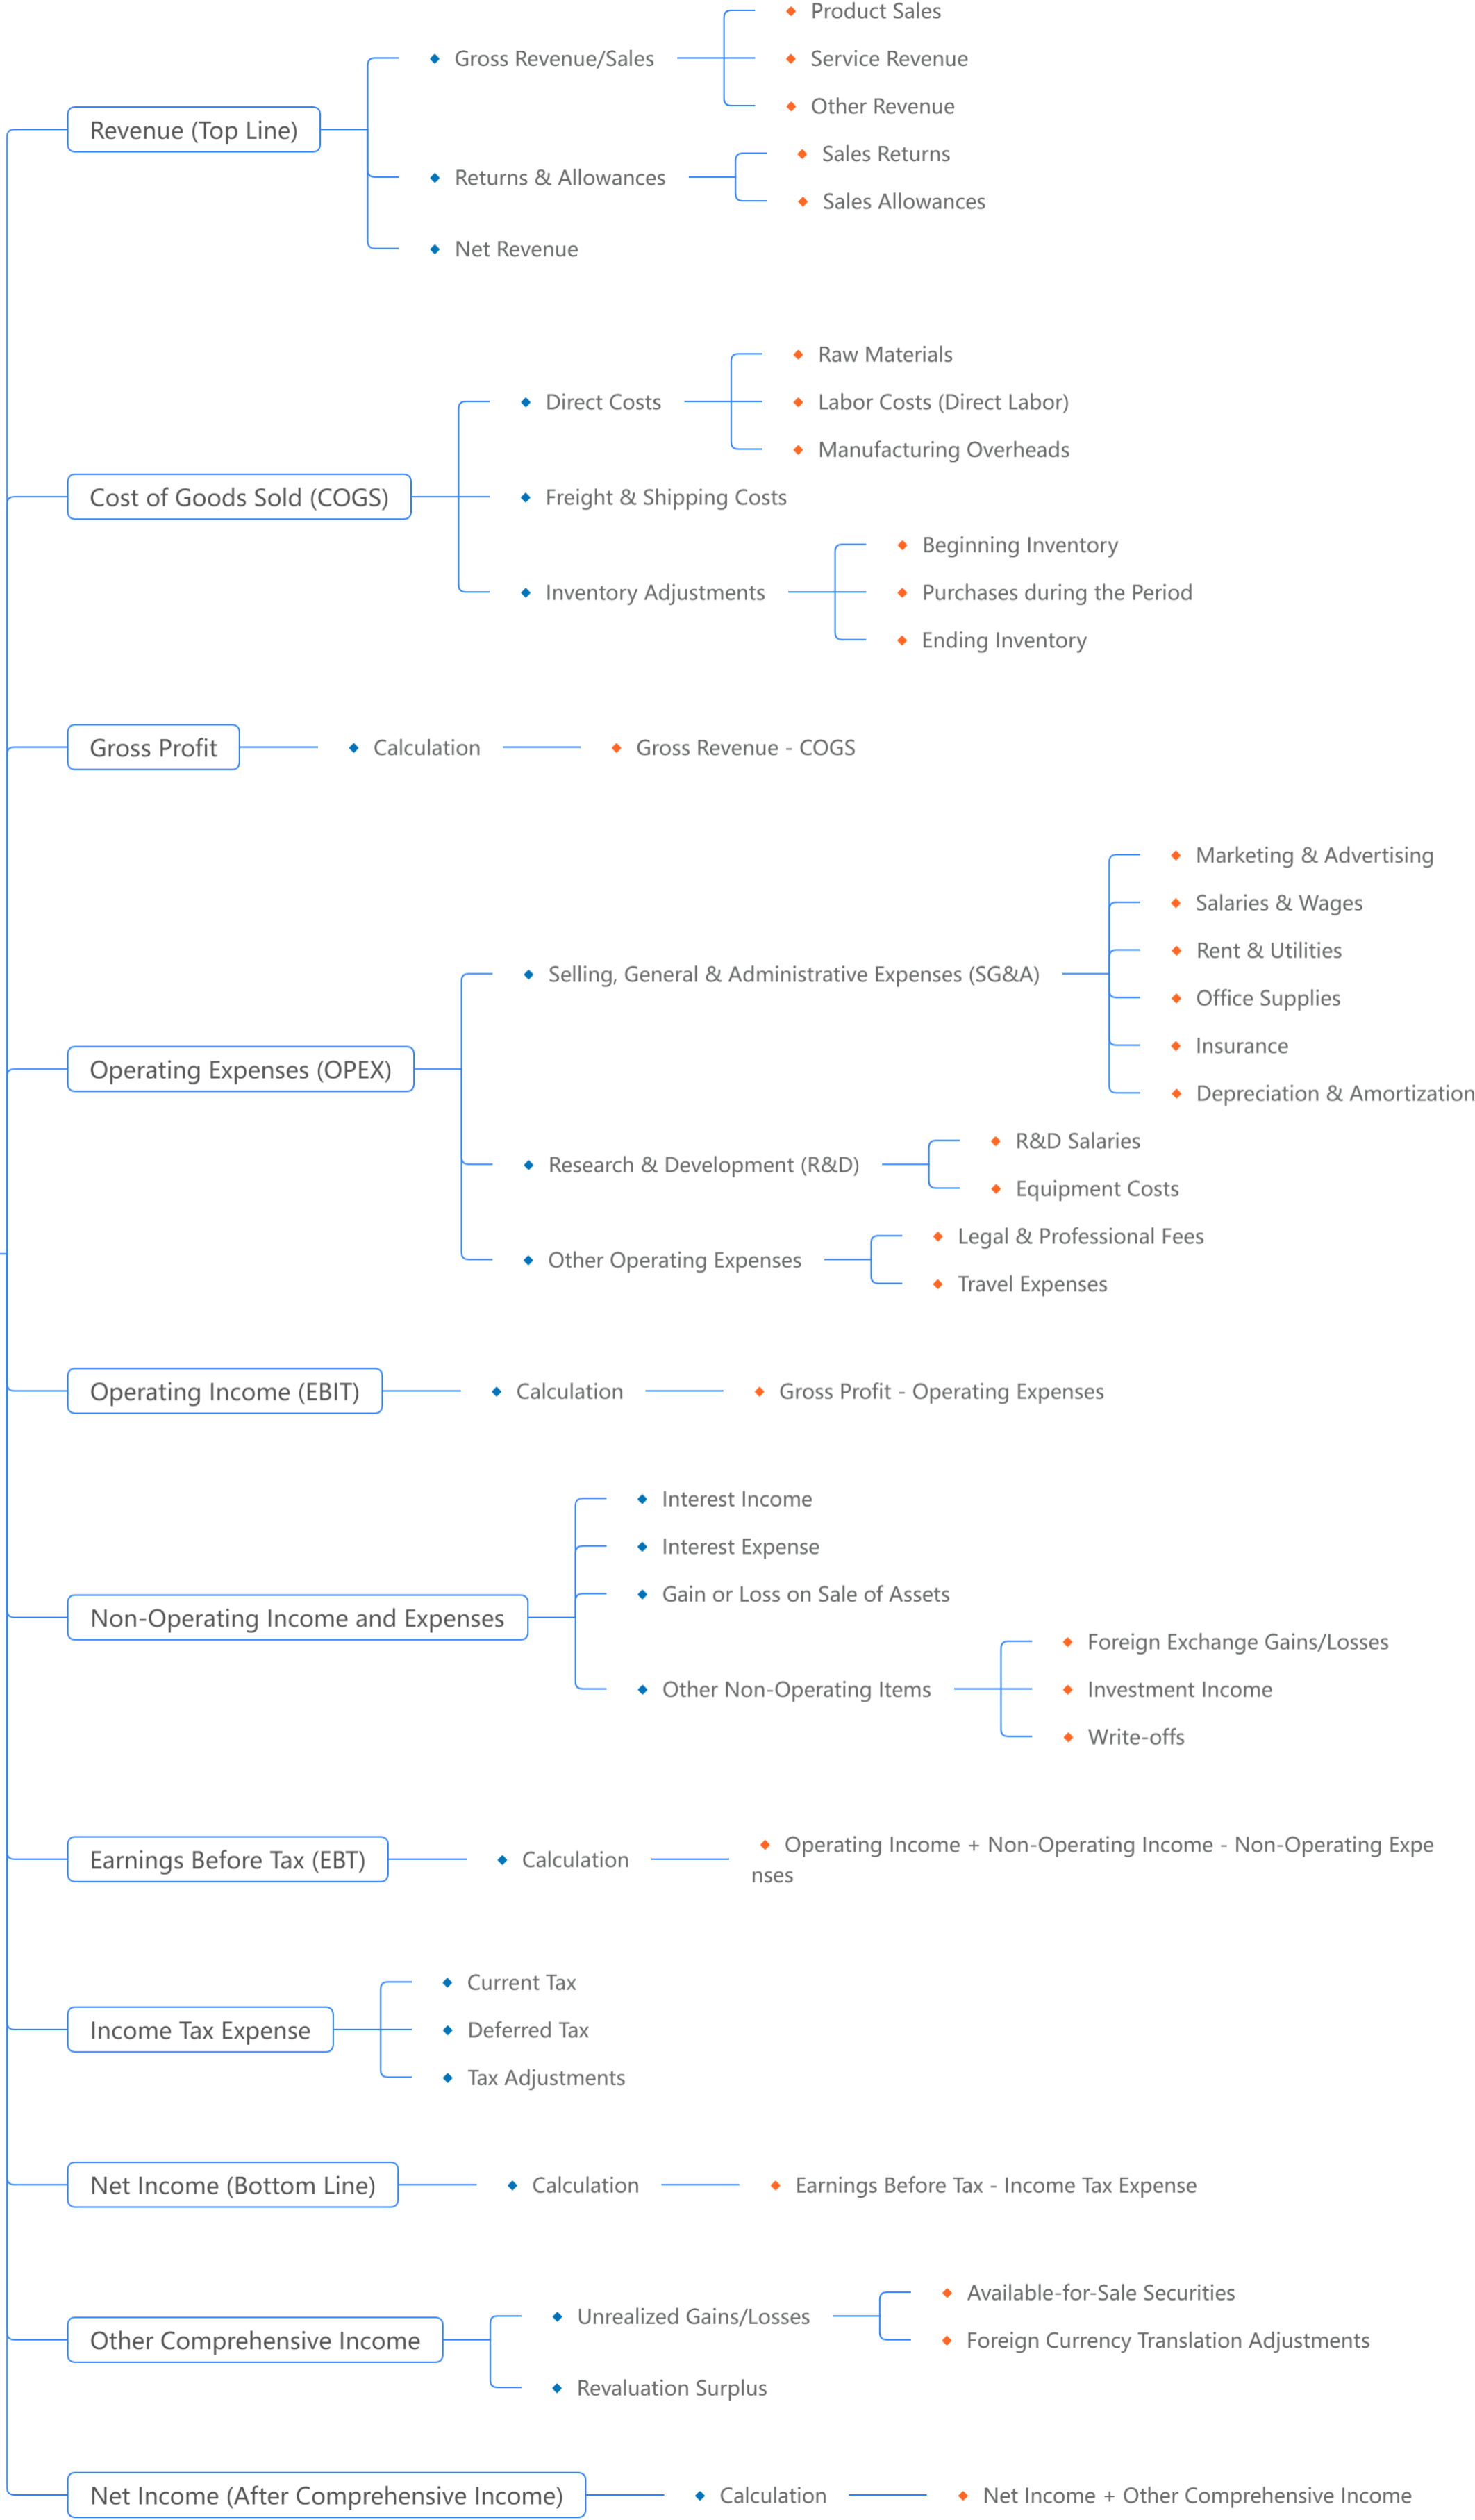 Revenue (Top Line)
Gross Revenue/Sales
Product Sales
Service Revenue
Other Revenue
Returns & Allowances
Sales Returns
Sales Allowances
Net Revenue
Cost of Goods Sold (COGS)
Direct Costs
Raw Materials
Labor Costs (Direct Labor)
Manufacturing Overheads
Freight & Shipping Costs
Inventory Adjustments
Beginning Inventory
Purchases during the Period
Ending Inventory
Gross Profit
Calculation
Gross Revenue - COGS
Operating Expenses (OPEX)
Selling, General & Administrative Expenses (SG&A)
Marketing & Advertising
Salaries & Wages
Rent & Utilities
Office Supplies
Insurance
Depreciation & Amortization
Research & Development (R&D)
R&D Salaries
Equipment Costs
Other Operating Expenses
Legal & Professional Fees
Travel Expenses
Operating Income (EBIT)
Calculation
Gross Profit - Operating Expenses
Non-Operating Income and Expenses
Interest Income
Interest Expense
Gain or Loss on Sale of Assets
Other Non-Operating Items
Foreign Exchange Gains/Losses
Investment Income
Write-offs
Earnings Before Tax (EBT)
Calculation
Operating Income + Non-Operating Income - Non-Operating Expe
nses
Income Tax Expense
Current Tax
Deferred Tax
Tax Adjustments
Net Income (Bottom Line)
Calculation
Earnings Before Tax - Income Tax Expense
Other Comprehensive Income
Unrealized Gains/Losses
Available-for-Sale Securities
Foreign Currency Translation Adjustments
Revaluation Surplus
Net Income (After Comprehensive Income)
Calculation
Net Income + Other Comprehensive Income